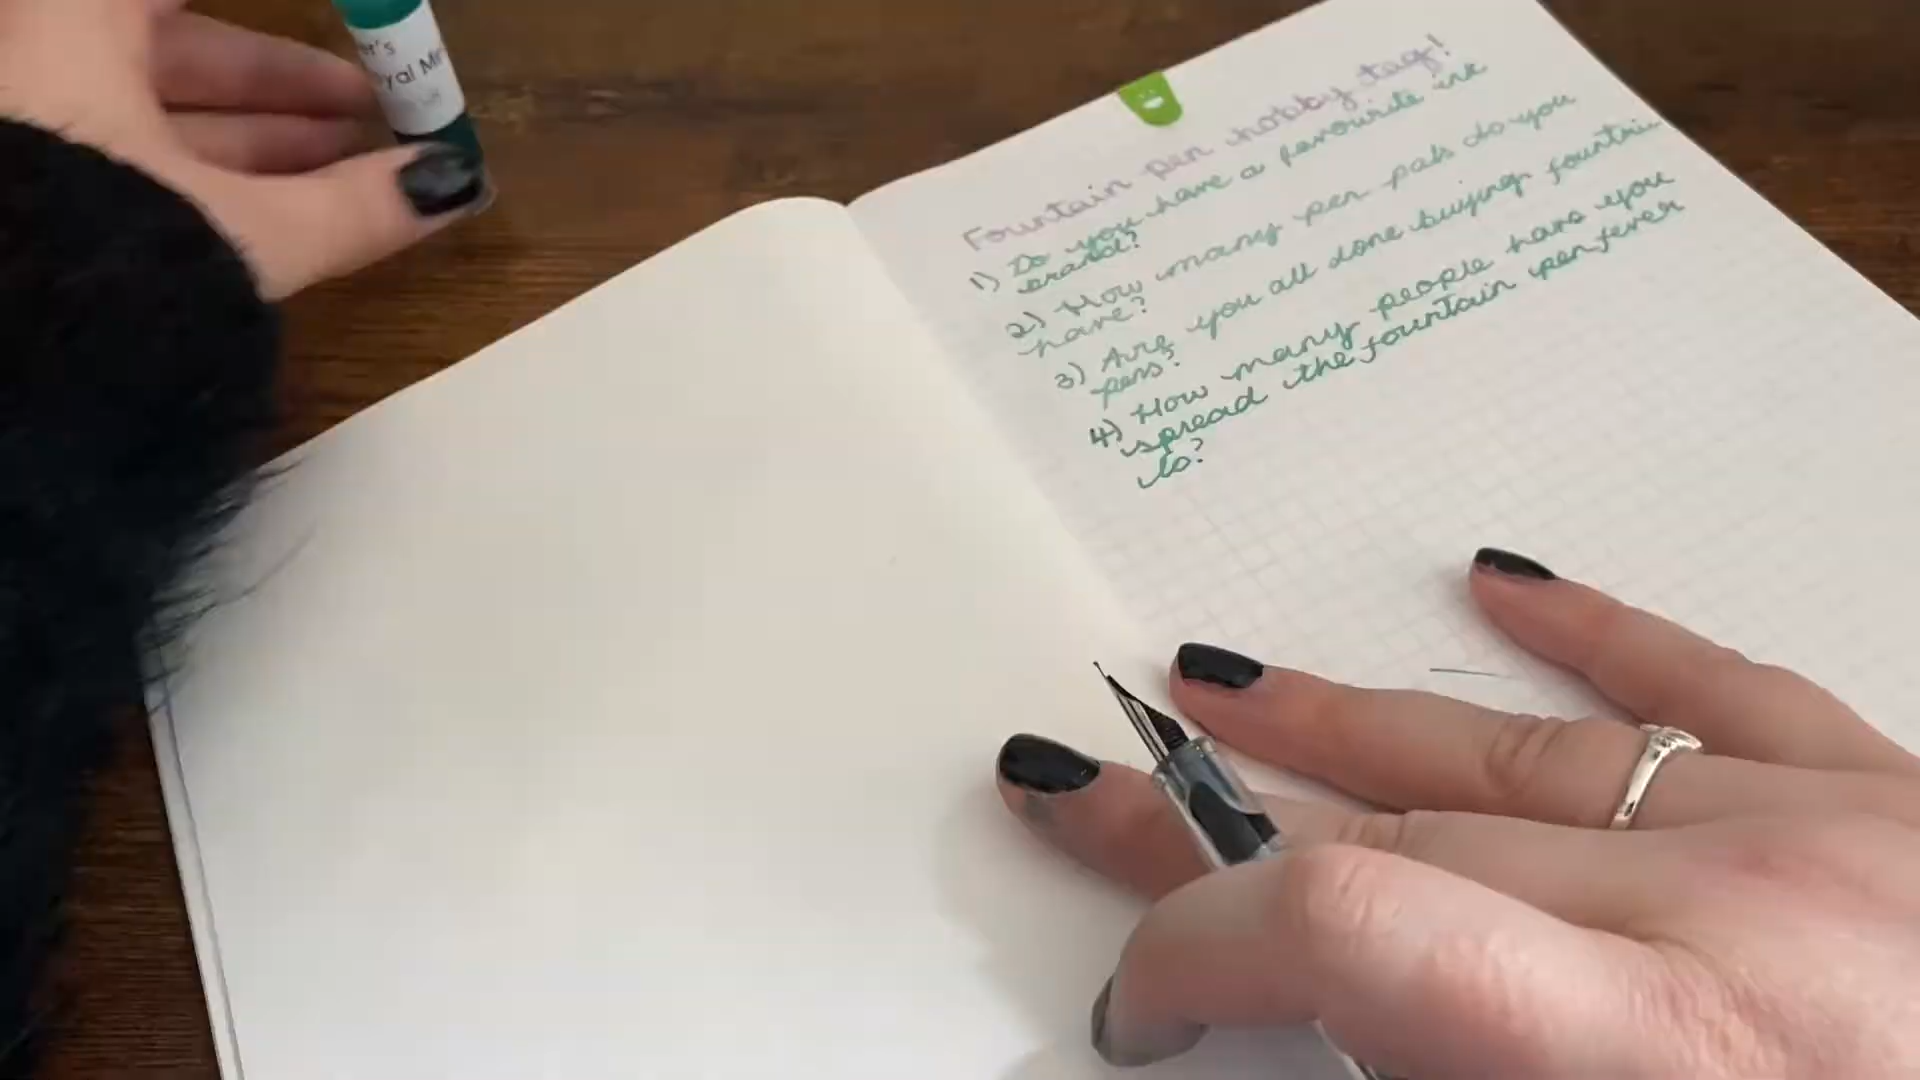 Fountain pen hobby tag!
1) Do you have a favourite ink
brand?
2) How many pen pals do you
have?
3) Are you all done buying fountain
pens?
4) How many people have you
spread the fountain pen fever
to?